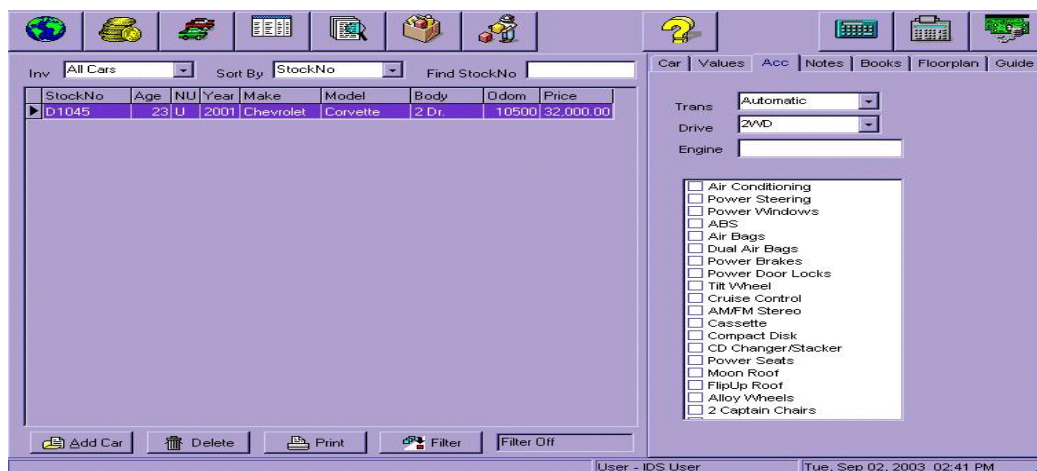 Inv All Cars Sort By StockNo Find StockNo
StockNo Age NU Year Make Model Body Odom Price
D1045 23 U 2001 Chevrolet Corvette 2 Dr. 10500 32,000.00
Add Car Delete Print Filter Filter Off
Car Values Acc Notes Books Floorplan Guide
Trans Automatic
Drive 2WD
Engine
Air Conditioning
Power Steering
Power Windows
ABS
Air Bags
Dual Air Bags
Power Brakes
Power Door Locks
Tilt Wheel
Cruise Control
AM/FM Stereo
Cassette
Compact Disk
CD Changer/Stacker
Power Seats
Moon Roof
FlipUp Roof
Alloy Wheels
2 Captain Chairs
User - IDS User Tue, Sep 02, 2003 02:41 PM